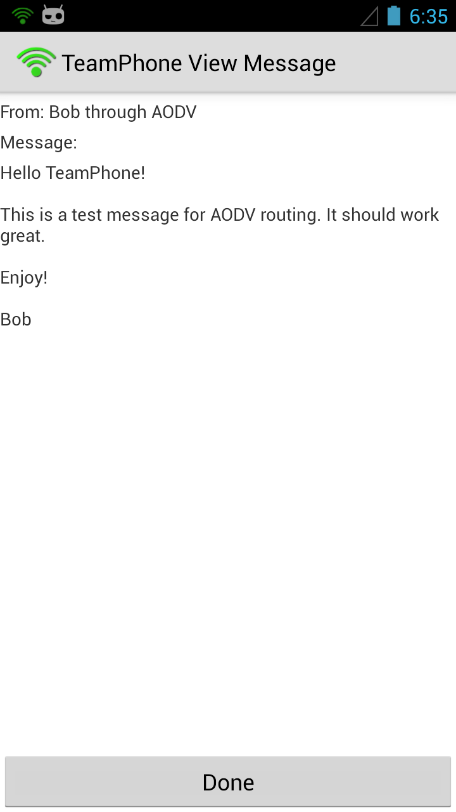 6:35
TeamPhone View Message
From: Bob through AODV
Message:
Hello TeamPhone!
This is a test message for AODV routing. It should work
great.
Enjoy!
Bob
Done